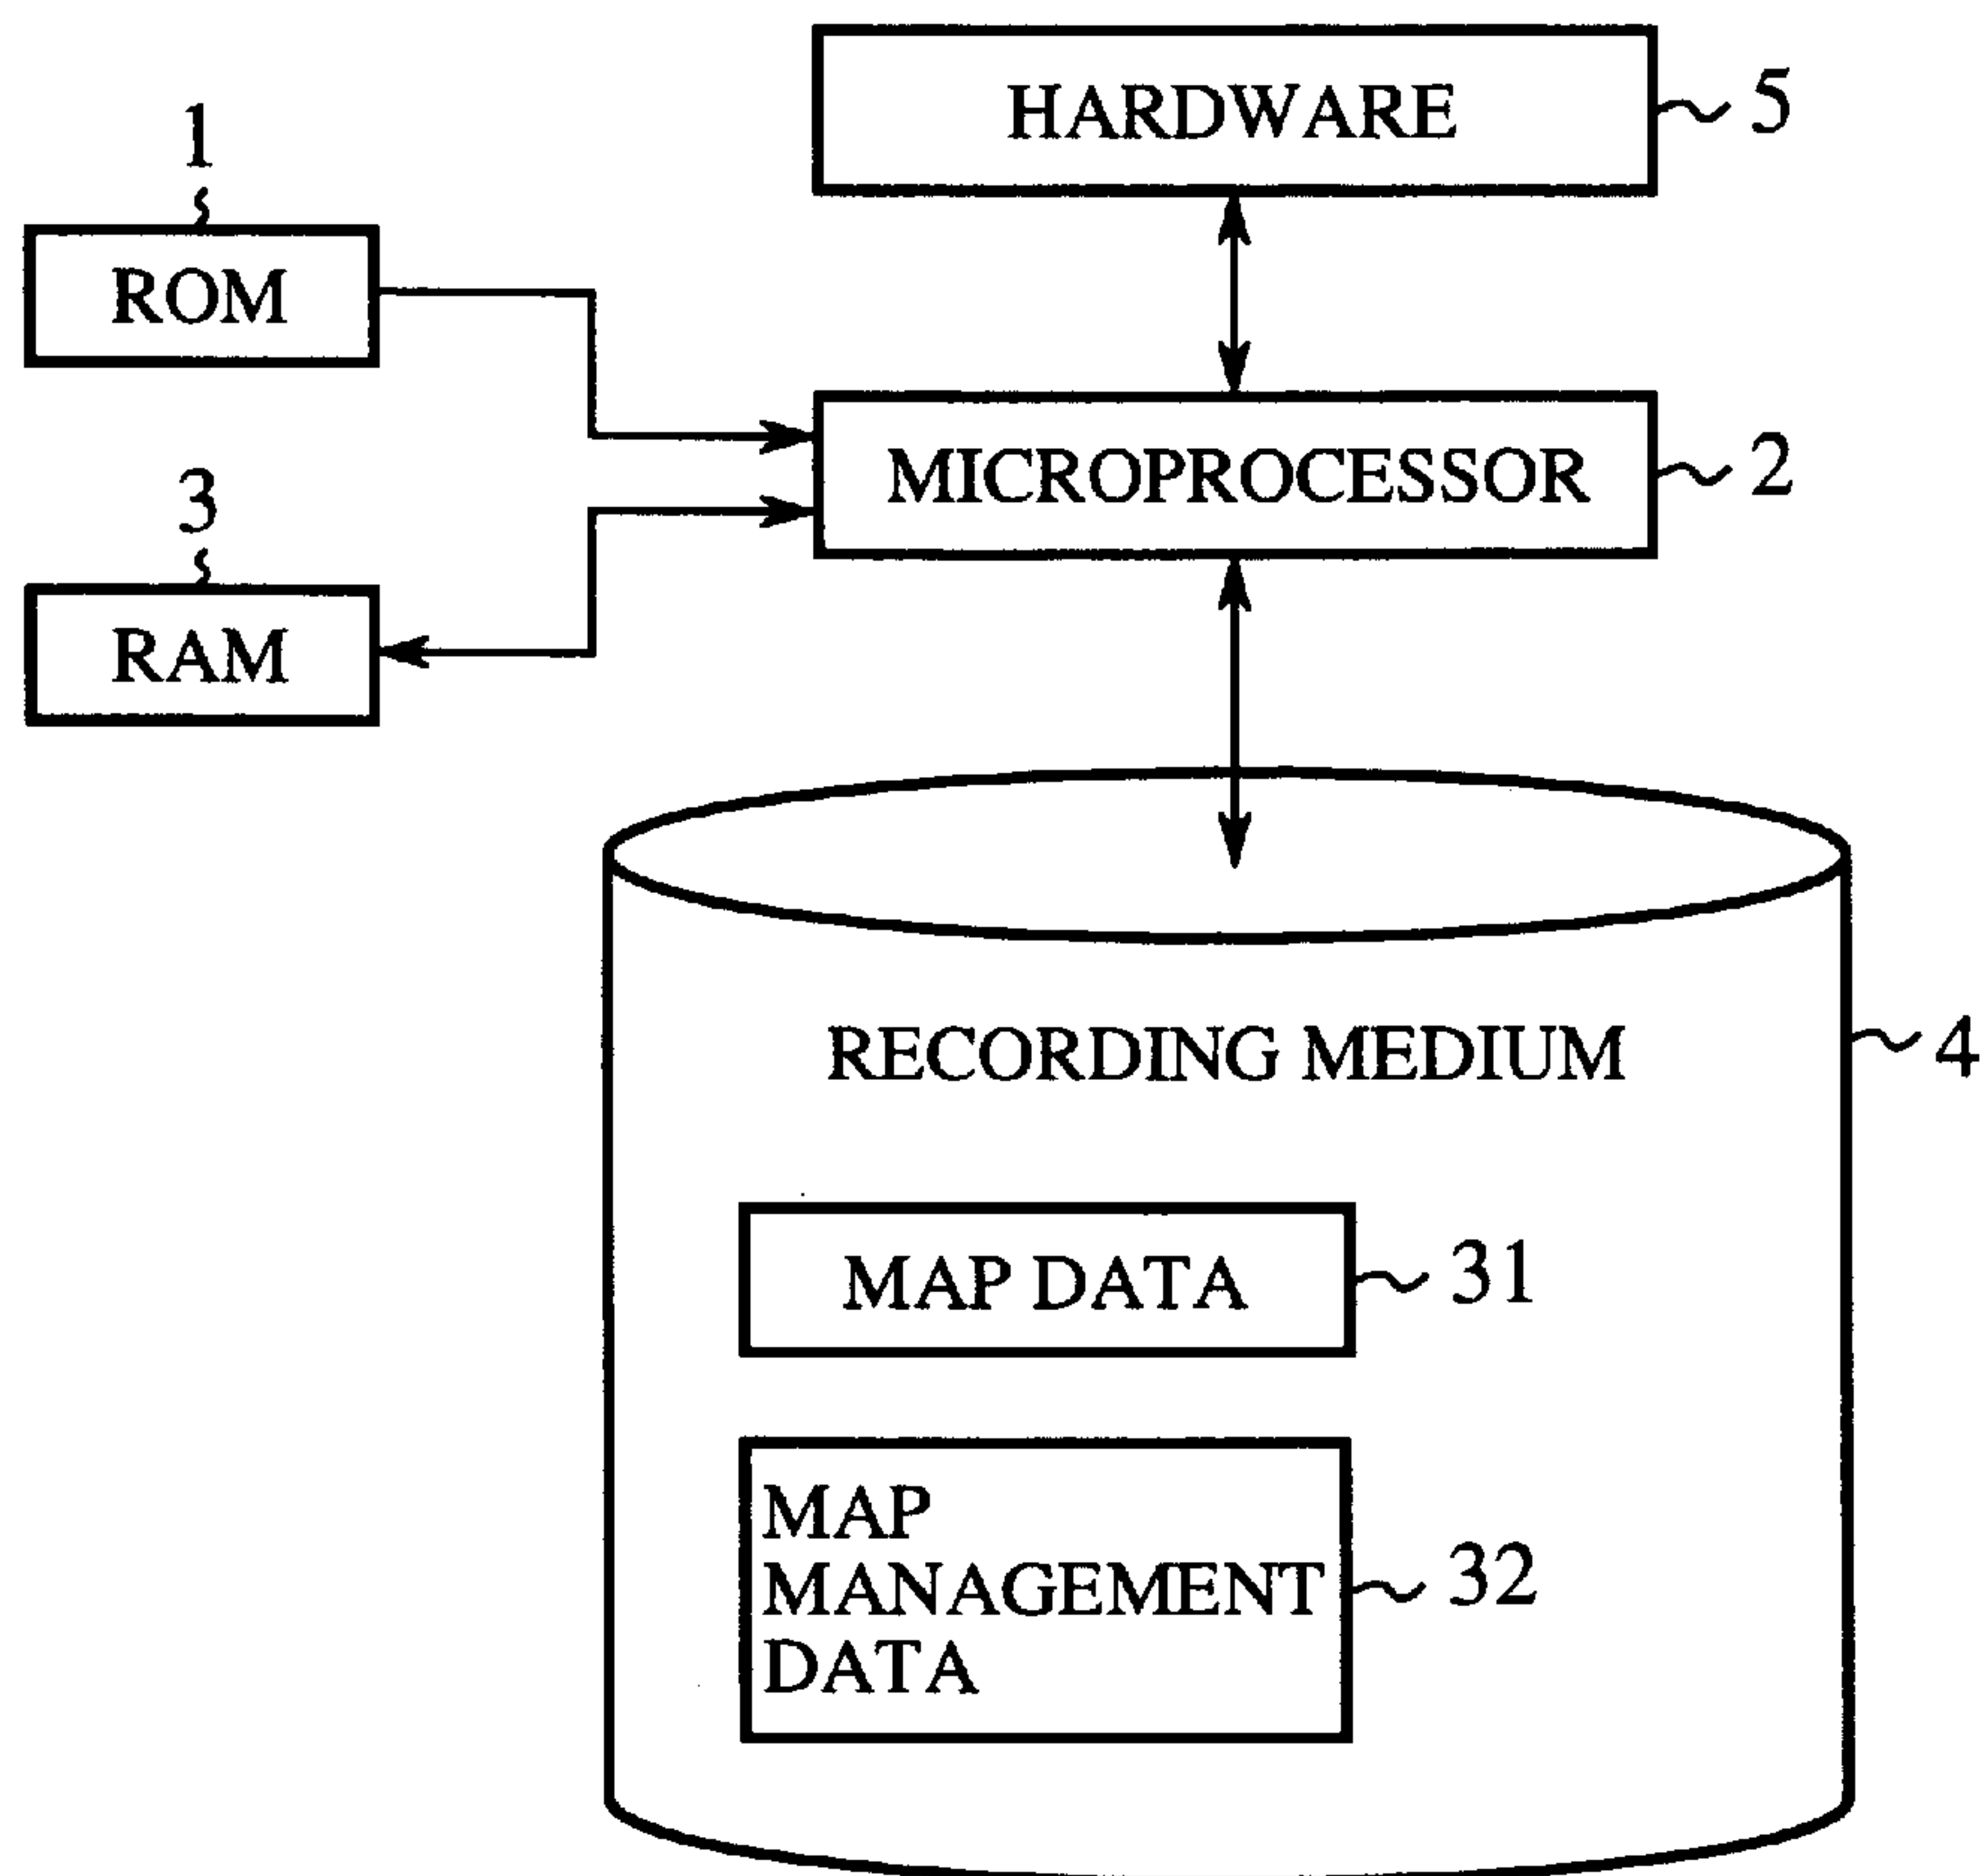 HARDWARE
5
1
ROM
MICROPROCESSOR
2
3
RAM
RECORDING MEDIUM
4
MAP DATA
31
MAP
MANAGEMENT
DATA
32